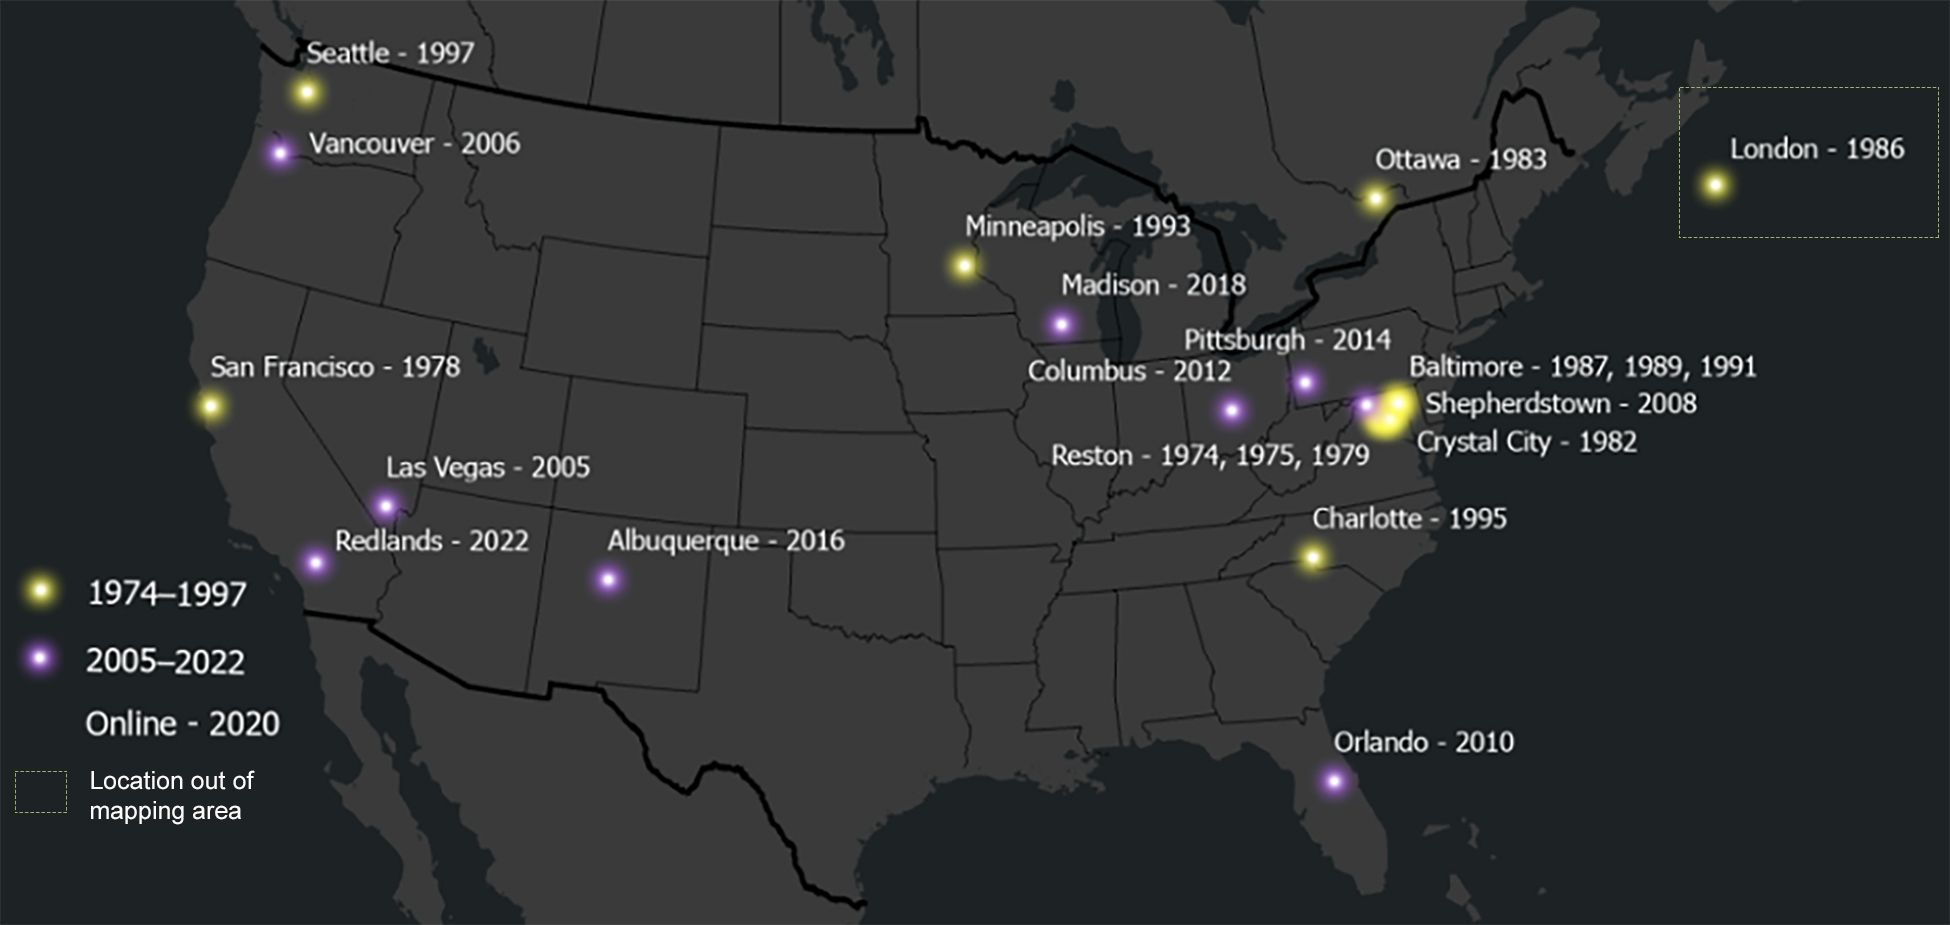 Seattle - 1997
Vancouver - 2006
Ottawa - 1983
London - 1986
Minneapolis - 1993
Madison - 2018
Pittsburgh - 2014
San Francisco - 1978
Columbus - 2012
Baltimore - 1987, 1989, 1991
Shepherdstown - 2008
Crystal City - 1982
Reston - 1974, 1975, 1979
Las Vegas - 2005
Charlotte - 1995
Redlands - 2022
Albuquerque - 2016
Orlando - 2010
1974–1997
2005–2022
Online - 2020
Location out of
mapping area